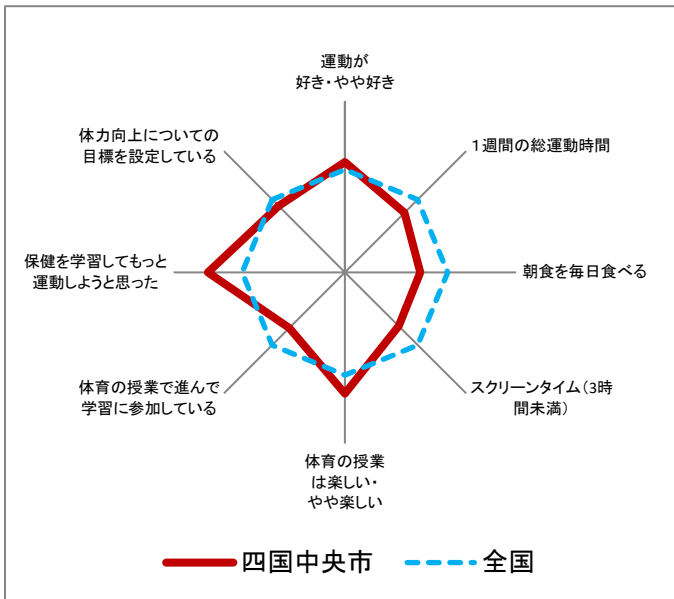 運動が
好き・やや好き
1週間の総運動時間
朝食を毎日食べる
スクリーンタイム(3時
間未満)
体育の授業
は楽しい・
やや楽しい
体育の授業で進んで
学習に参加している
保健を学習してもっと
運動しようと思った
体力向上についての
目標を設定している
四国中央市
全国